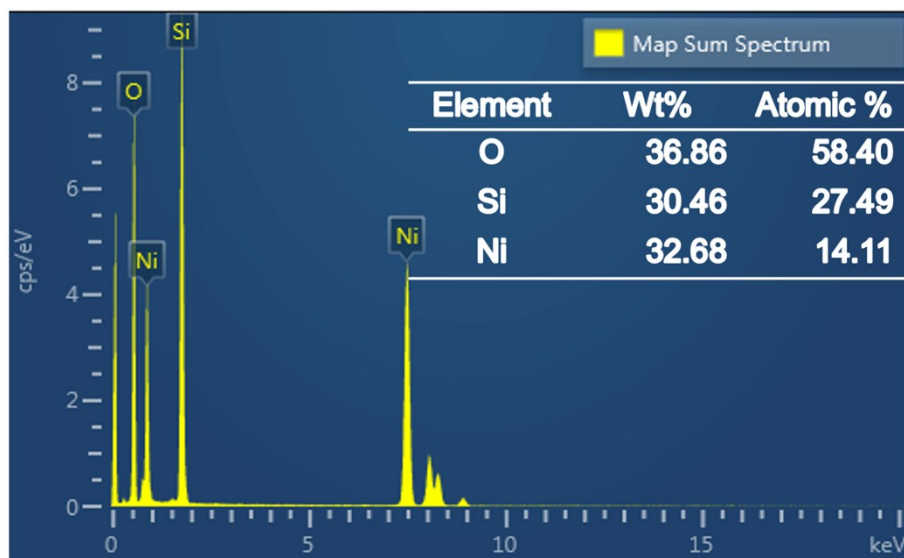 Si
Map Sum Spectrum
8
O
Element Wt% Atomic %
O 36.86 58.40
Si 30.46 27.49
Ni 32.68 14.11
6
Ni
Ni
cps/eV
4
2
0
0 5 10 15 keV